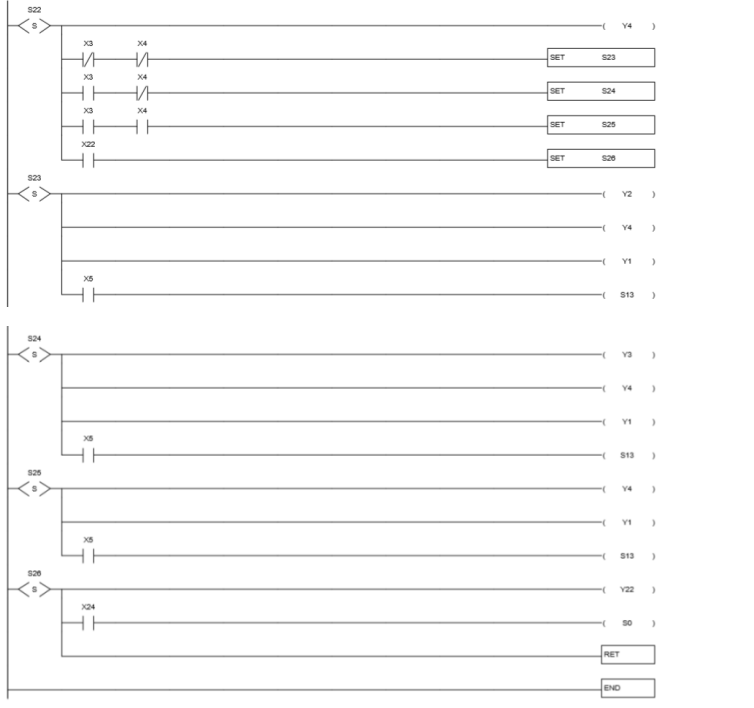 S22
S
( Y4 )
X3 X4
SET S23
X3 X4
SET S24
X3 X4
SET S25
X22
SET S26
S23
S
( Y2 )
( Y4 )
( Y1 )
X5
( S13 )
S24
S
( Y3 )
( Y4 )
( Y1 )
X6
( S13 )
S25
S
( Y4 )
( Y1 )
( S13 )
S26
S
( Y22 )
X24
( S0 )
RET
END